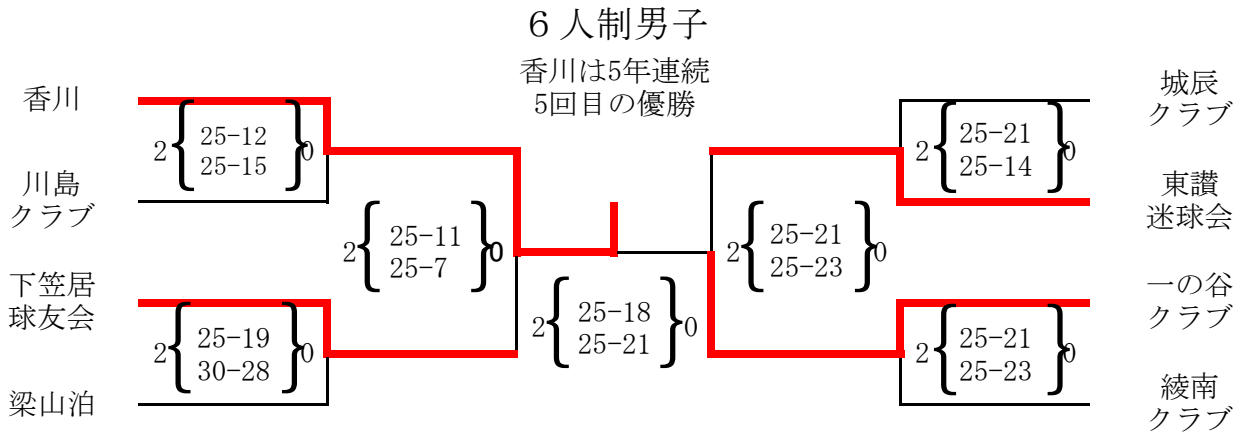 ６人制男子
香川は5年連続
5回目の優勝
香川
川島
クラブ
下笠居
球友会
梁山泊
2{25-12
25-15}0
2{25-19
30-28}0
2{25-11
25-7}0
2{25-18
25-21}0
2{25-21
25-23}0
2{25-21
25-14}0
2{25-21
25-23}0
城辰
クラブ
東讃
迷球会
一の谷
クラブ
綾南
クラブ